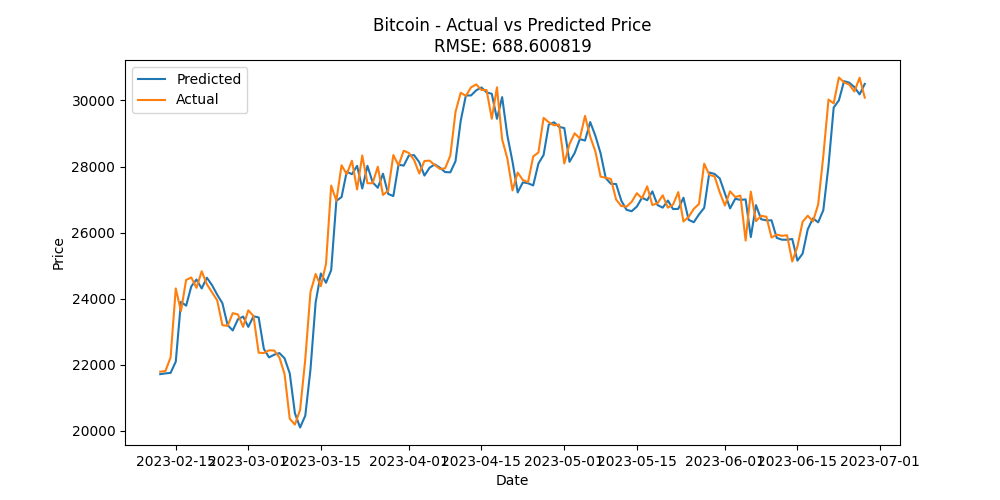 Bitcoin - Actual vs Predicted Price
RMSE: 688.600819
Predicted
Actual
Price
30000
28000
26000
24000
22000
20000
2023-02-15
2023-03-01
2023-03-15
2023-04-01
2023-04-15
2023-05-01
2023-05-15
2023-06-01
2023-06-15
2023-07-01
Date